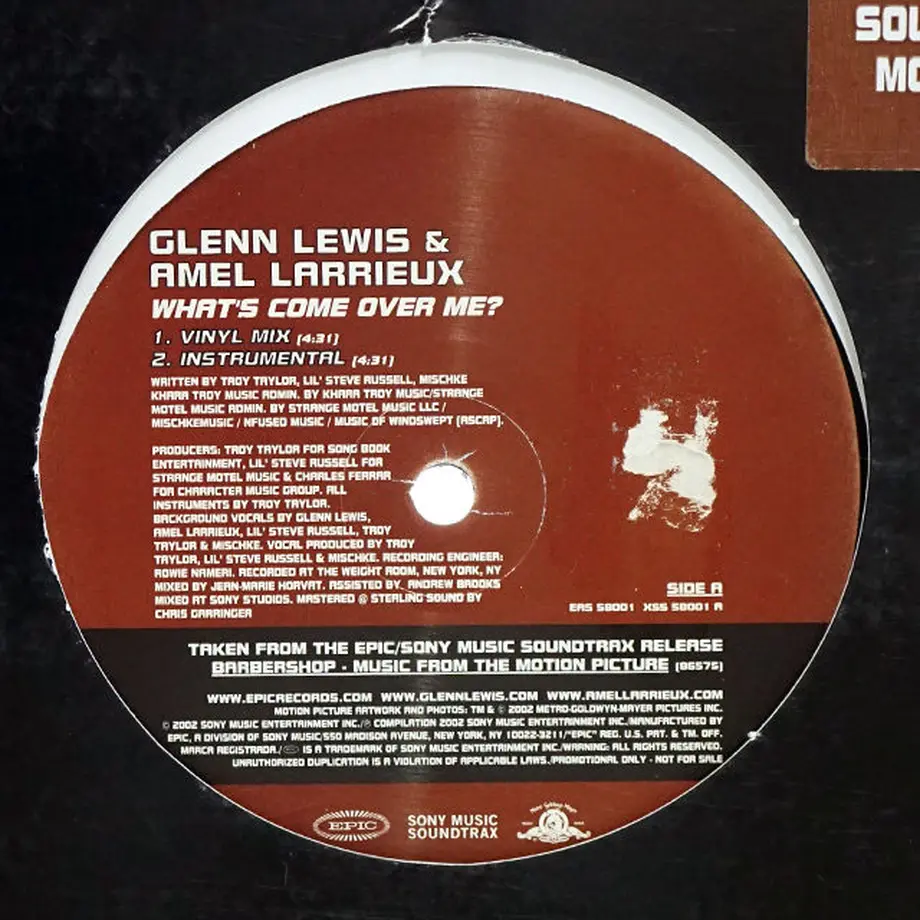 SOU
MO
GLENN LEWIS &
AMEL LARRIEUX
WHAT'S COME OVER ME?
1. VINYL MIX (4:31)
2. INSTRUMENTAL (4:31)
WRITTEN BY TROY TAYLOR, LIL' STEVE RUSSELL, MISCHKE
KHARA TROY MUSIC ADMIN. BY KHARA TROY MUSIC/STRANGE
MOTEL MUSIC ADMIN. BY STRANGE MOTEL MUSIC LLC /
MISCHKEMUSIC / NFUSED MUSIC / MUSIC OF WINDSWEPT (ASCAP).
PRODUCERS: TROY TAYLOR FOR SONG BOOK
ENTERTAINMENT, LIL' STEVE RUSSELL FOR
STRANGE MOTEL MUSIC & CHARLES FARRAR
FOR CHARACTER MUSIC GROUP. ALL
INSTRUMENTS BY TROY TAYLOR.
BACKGROUND VOCALS BY GLENN LEWIS,
AMEL LARRIEUX, LIL' STEVE RUSSELL, TROY
TAYLOR & MISCHKE. VOCAL PRODUCED BY TROY
TAYLOR, LIL' STEVE RUSSELL & MISCHKE. RECORDING ENGINEER:
ROWIE NAMERI. RECORDED AT THE WEIGHT ROOM, NEW YORK, NY
MIXED BY JEAN-MARIE HORVAT. ASSISTED BY ANDREW BROOKS
MIXED AT SONY STUDIOS. MASTERED @ STERLING SOUND BY
CHRIS GARRINGER
SIDE A
EAS 58001 XSS 58001 A
TAKEN FROM THE EPIC/SONY MUSIC SOUNDTRAX RELEASE
BARBERSHOP - MUSIC FROM THE MOTION PICTURE (86575)
WWW.EPICRECORDS.COM WWW.GLENNLEWIS.COM WWW.AMELLARRIEUX.COM
MOTION PICTURE ARTWORK AND PHOTOS: TM & © 2002 METRO-GOLDWYN-MAYER PICTURES INC.
© 2002 SONY MUSIC ENTERTAINMENT INC./℗ COMPILATION 2002 SONY MUSIC ENTERTAINMENT INC./MANUFACTURED BY
EPIC, A DIVISION OF SONY MUSIC/550 MADISON AVENUE, NEW YORK, NY 10022-3211/"EPIC" REG. U.S. PAT. & TM. OFF.
MARCA REGISTRADA./ IS A TRADEMARK OF SONY MUSIC ENTERTAINMENT INC./WARNING: ALL RIGHTS RESERVED.
UNAUTHORIZED DUPLICATION IS A VIOLATION OF APPLICABLE LAWS./PROMOTIONAL ONLY - NOT FOR SALE
EPIC
SONY MUSIC
SOUNDTRAX